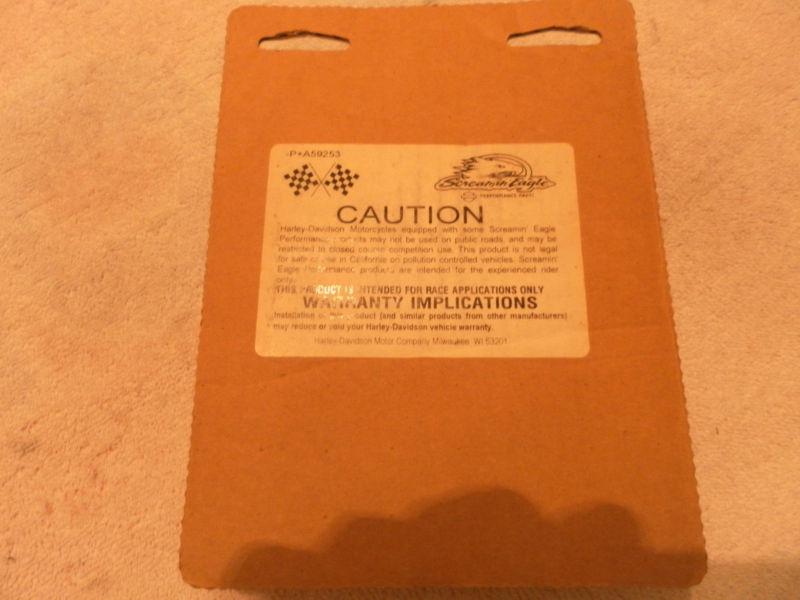 -P*A59253
Screamin' Eagle
PERFORMANCE PARTS
CAUTION
Harley-Davidson Motorcycles equipped with some Screamin' Eagle
Performance products may not be used on public roads, and may be
restricted to closed course competition use. This product is not legal
for sale or use in California on pollution controlled vehicles. Screamin'
Eagle Performance products are intended for the experienced rider
only.
THIS PRODUCT IS INTENDED FOR RACE APPLICATIONS ONLY
WARRANTY IMPLICATIONS
Installation of this product (and similar products from other manufacturers)
may reduce or void your Harley-Davidson vehicle warranty.
Harley-Davidson Motor Company Milwaukee WI 53201